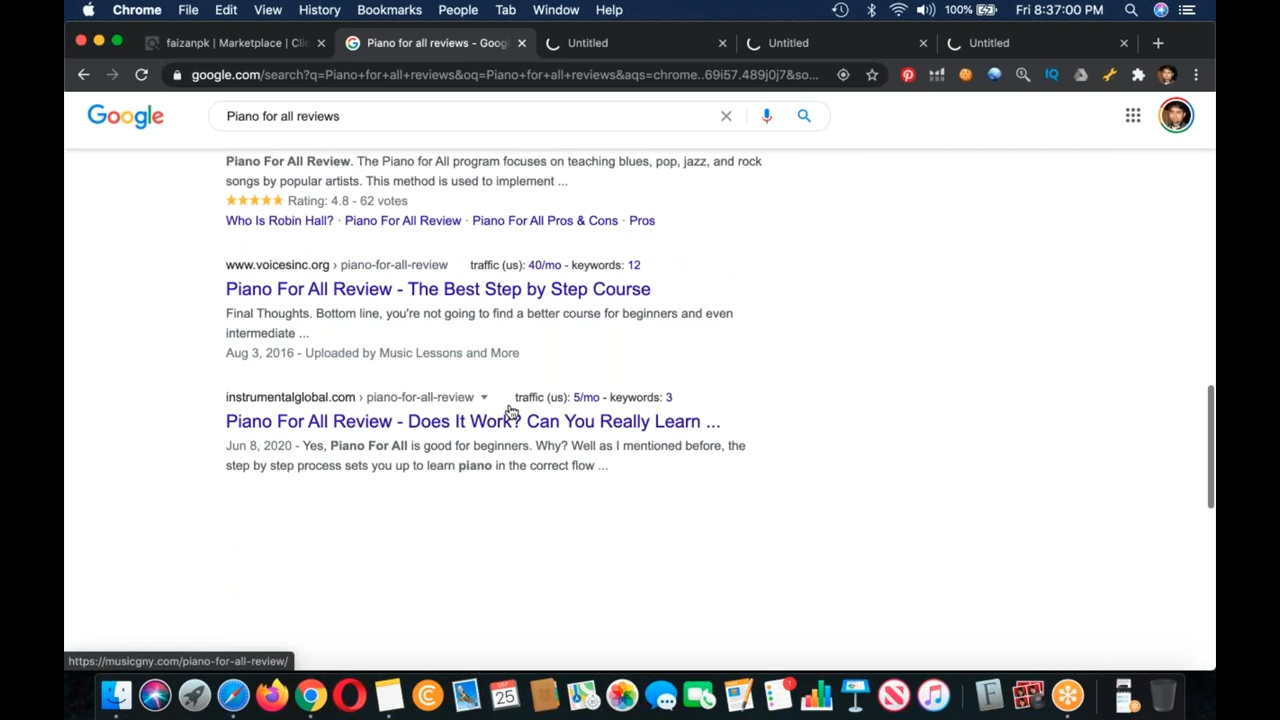 Chrome File Edit View History Bookmarks People Tab Window Help 100% Fri 8:37:00 PM
faizanpk | Marketplace | Clic
Piano for all reviews - Goog
Untitled
Untitled
Untitled
google.com/search?q=Piano+for+all+reviews&oq=Piano+for+all+reviews&aqs=chrome..69i57.489j0j7&so...
IQ
Google
Piano for all reviews
Piano For All Review. The Piano for All program focuses on teaching blues, pop, jazz, and rock
songs by popular artists. This method is used to implement ...
Rating: 4.8 - 62 votes
Who Is Robin Hall? · Piano For All Review · Piano For All Pros & Cons · Pros
www.voicesinc.org › piano-for-all-review traffic (us): 40/mo - keywords: 12
Piano For All Review - The Best Step by Step Course
Final Thoughts. Bottom line, you're not going to find a better course for beginners and even
intermediate ...
Aug 3, 2016 - Uploaded by Music Lessons and More
instrumentalglobal.com › piano-for-all-review traffic (us): 5/mo - keywords: 3
Piano For All Review - Does It Work? Can You Really Learn ...
Jun 8, 2020 - Yes, Piano For All is good for beginners. Why? Well as I mentioned before, the
step by step process sets you up to learn piano in the correct flow ...
https://musicgny.com/piano-for-all-review/
25
1